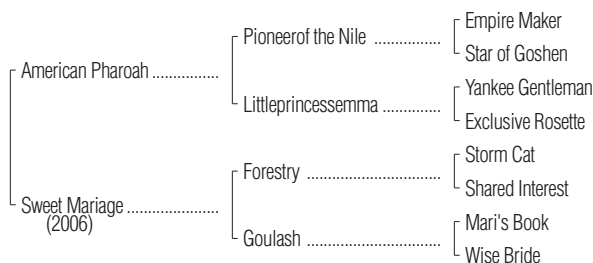 Empire Maker
Pioneerof the Nile ................
Star of Goshen
American Pharoah ................
Yankee Gentleman
Littleprincessemma ................
Exclusive Rosette
Storm Cat
Forestry ................
Shared Interest
Sweet Mariage ................
(2006)
Mari's Book
Goulash ................
Wise Bride